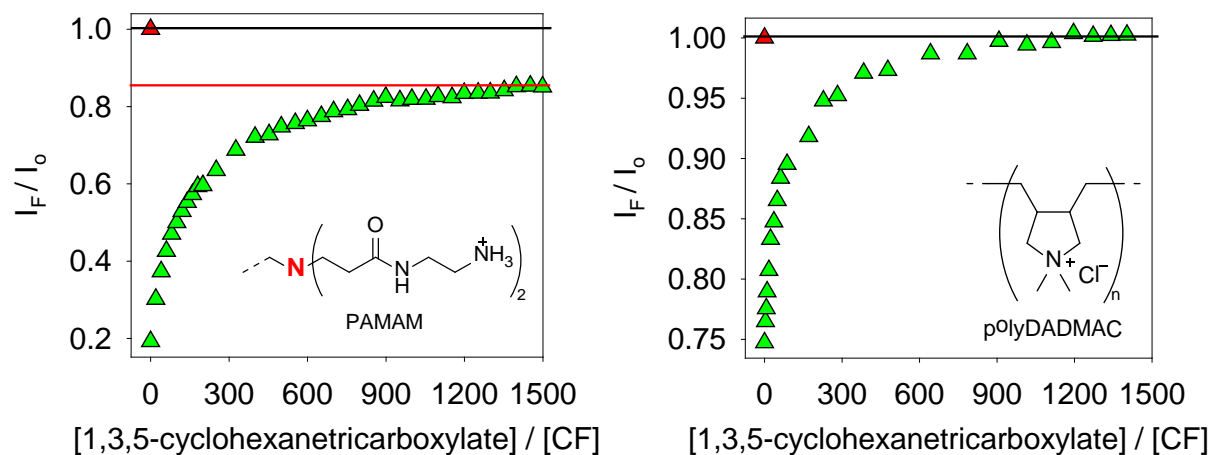 I_F / I_o
1.0
0.8
0.6
0.4
0.2
0 300 600 900 1200 1500
[1,3,5-cyclohexanetricarboxylate] / [CF]
O
N
N
H
+
NH3
2
PAMAM
I_F / I_o
1.00
0.95
0.90
0.85
0.80
0.75
0 300 600 900 1200 1500
[1,3,5-cyclohexanetricarboxylate] / [CF]
N+
Cl−
n
polyDADMAC